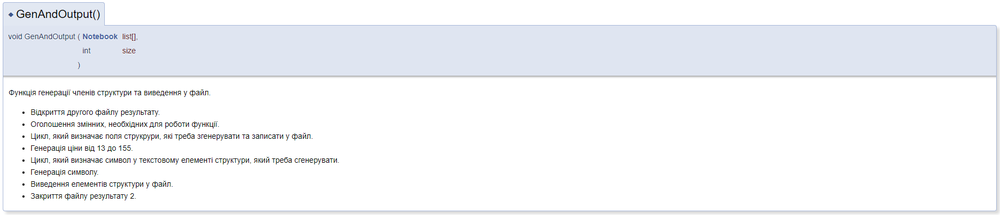 ◆ GenAndOutput()
void GenAndOutput ( Notebook list[],
int size
)
Функція генерації членів структури та виведення у файл.
• Відкриття другого файлу результату.
• Оголошення змінних, необхідних для роботи функції.
• Цикл, який визначає поля струкрури, які треба згенерувати та записати у файл.
• Генерація ціни від 13 до 155.
• Цикл, який визначає символ у текстовому елементі структури, який треба сгенерувати.
• Генерація символу.
• Виведення елементів структури у файл.
• Закриття файлу результату 2.